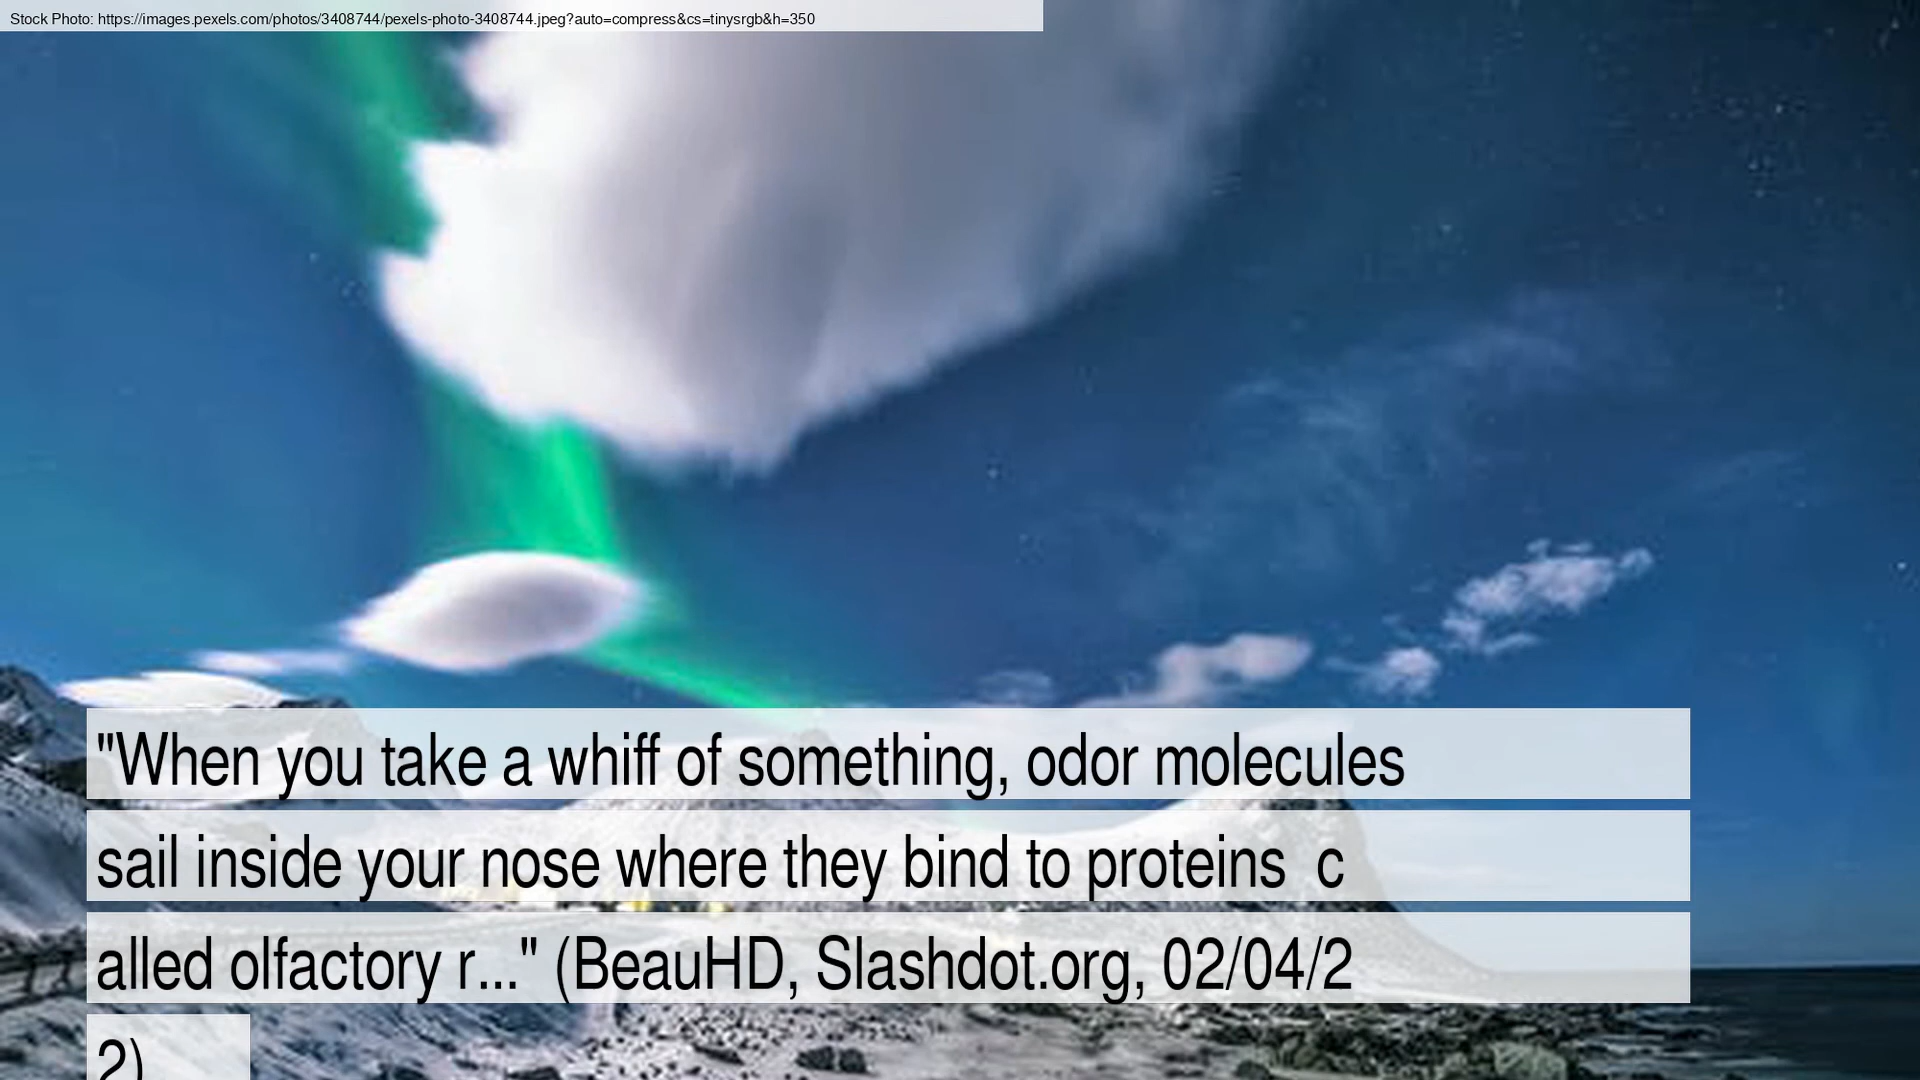 Stock Photo: https://images.pexels.com/photos/3408744/pexels-photo-3408744.jpeg?auto=compress&cs=tinysrgb&h=350
"When you take a whiff of something, odor molecules
sail inside your nose where they bind to proteins  c
alled olfactory r..." (BeauHD, Slashdot.org, 02/04/2
2)